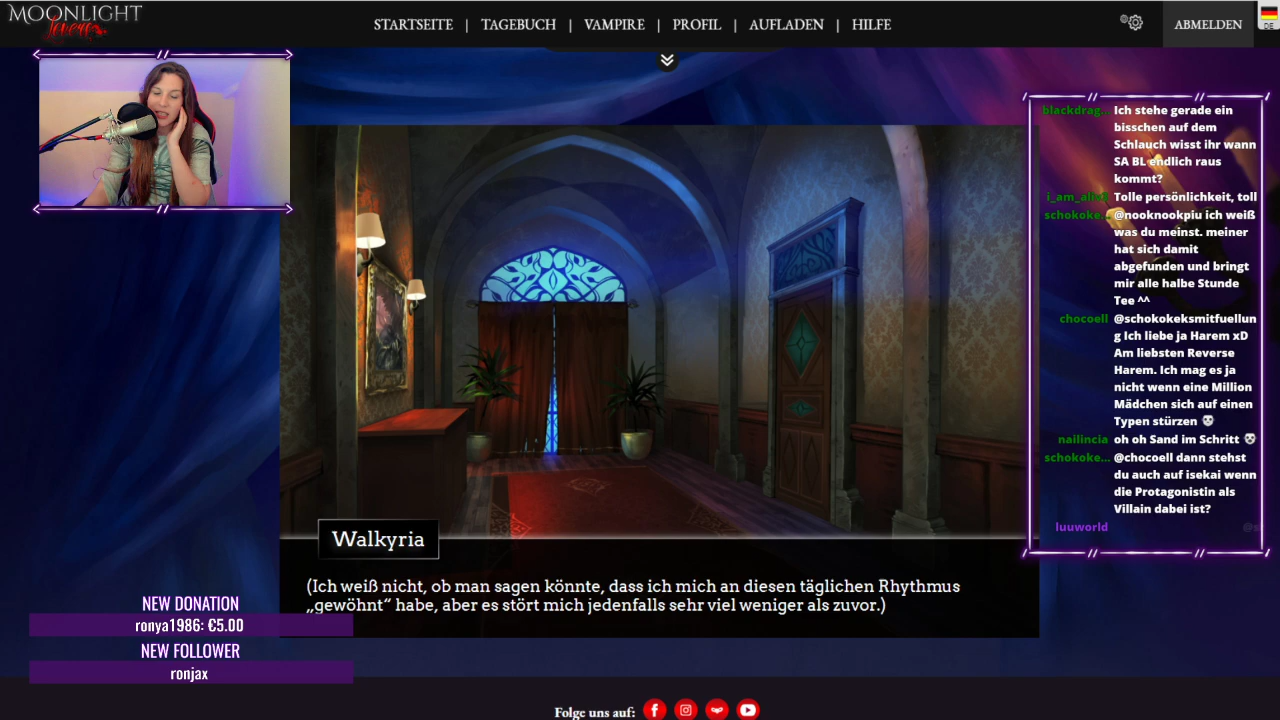 MOONLIGHT
Lovers
STARTSEITE | TAGEBUCH | VAMPIRE | PROFIL | AUFLADEN | HILFE
ABMELDEN
DE
blackdrag... Ich stehe gerade ein
bisschen auf dem
Schlauch wisst ihr wann
SA BL endlich raus
kommt?
Tolle persönlichkeit, toll
schokoke... @nooknookpiu ich weiß
was du meinst. meiner
hat sich damit
abgefunden und bringt
mir alle halbe Stunde
Tee ^^
chocoell @schokokeksmitfuellun
g Ich liebe ja Harem xD
Am liebsten Reverse
Harem. Ich mag es ja
nicht wenn eine Million
Mädchen sich auf einen
Typen stürzen 💀
nailincia oh oh Sand im Schritt 💀
schokoke... @chocoell dann stehst
du auch auf isekai wenn
die Protagonistin als
Villain dabei ist?
luuworld
Walkyria
(Ich weiß nicht, ob man sagen könnte, dass ich mich an diesen täglichen Rhythmus
„gewöhnt“ habe, aber es stört mich jedenfalls sehr viel weniger als zuvor.)
NEW DONATION
ronya1986: €5.00
NEW FOLLOWER
ronjax
Folge uns auf: